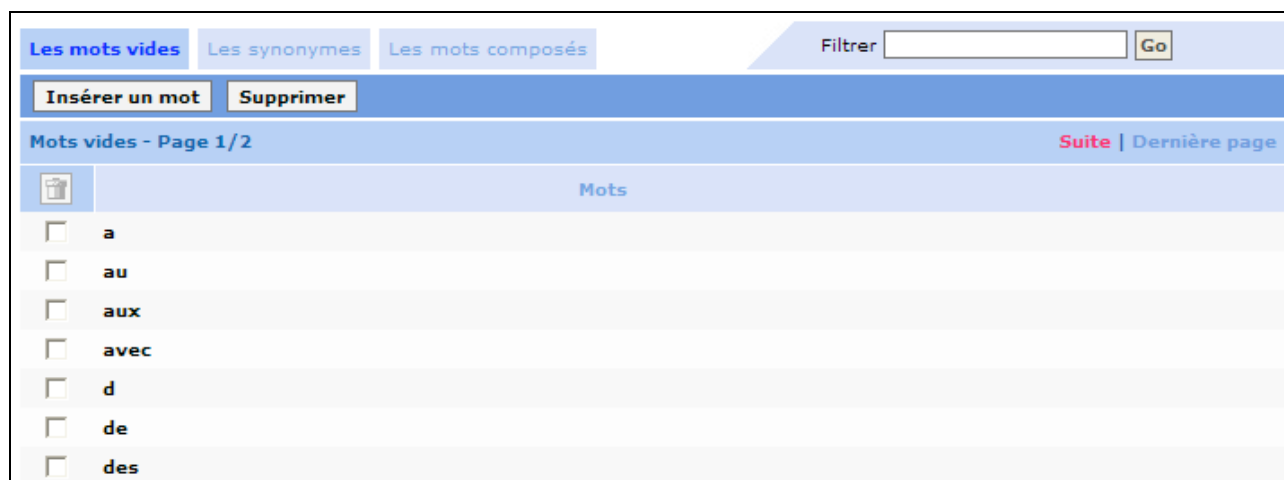 Les mots vides Les synonymes Les mots composés Filtrer Go
Insérer un mot Supprimer
Mots vides - Page 1/2 Suite | Dernière page
Mots
a
au
aux
avec
d
de
des